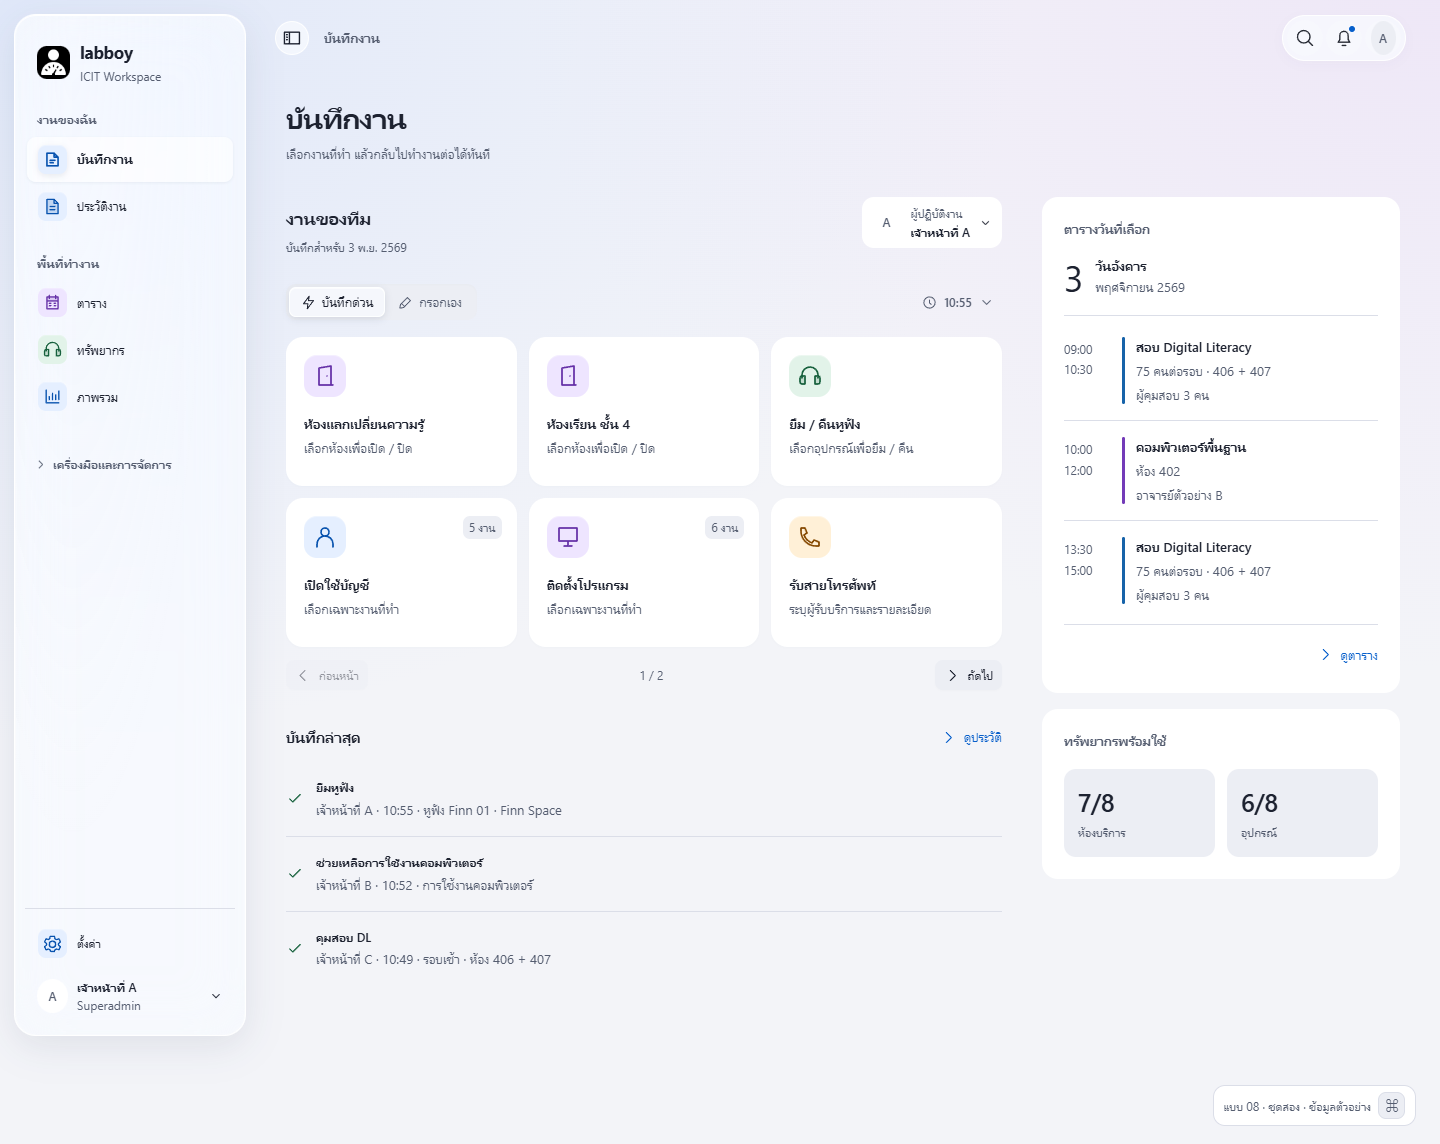 labboy
ICIT Workspace
งานของฉัน
บันทึกงาน
ประวัติงาน
พื้นที่ทำงาน
ตาราง
ทรัพยากร
ภาพรวม
เครื่องมือและการจัดการ
ตั้งค่า
A
เจ้าหน้าที่ A
Superadmin
บันทึกงาน
A
บันทึกงาน
เลือกงานที่ทำ แล้วกลับไปทำงานต่อได้ทันที
งานของทีม
บันทึกสำหรับ 3 พ.ย. 2569
A
ผู้ปฏิบัติงาน
เจ้าหน้าที่ A
บันทึกด่วน
กรอกเอง
10:55
ห้องแลกเปลี่ยนความรู้
เลือกห้องเพื่อเปิด / ปิด
ห้องเรียน ชั้น 4
เลือกห้องเพื่อเปิด / ปิด
ยืม / คืนหูฟัง
เลือกอุปกรณ์เพื่อยืม / คืน
5 งาน
เปิดใช้บัญชี
เลือกเฉพาะงานที่ทำ
6 งาน
ติดตั้งโปรแกรม
เลือกเฉพาะงานที่ทำ
รับสายโทรศัพท์
ระบุผู้รับบริการและรายละเอียด
ก่อนหน้า
1 / 2
ถัดไป
บันทึกล่าสุด
ดูประวัติ
ยืมหูฟัง
เจ้าหน้าที่ A · 10:55 · หูฟัง Finn 01 · Finn Space
ช่วยเหลือการใช้งานคอมพิวเตอร์
เจ้าหน้าที่ B · 10:52 · การใช้งานคอมพิวเตอร์
คุมสอบ DL
เจ้าหน้าที่ C · 10:49 · รอบเช้า · ห้อง 406 + 407
ตารางวันที่เลือก
3
วันอังคาร
พฤศจิกายน 2569
09:00
10:30
สอบ Digital Literacy
75 คนต่อรอบ · 406 + 407
ผู้คุมสอบ 3 คน
10:00
12:00
คอมพิวเตอร์พื้นฐาน
ห้อง 402
อาจารย์ตัวอย่าง B
13:30
15:00
สอบ Digital Literacy
75 คนต่อรอบ · 406 + 407
ผู้คุมสอบ 3 คน
ดูตาราง
ทรัพยากรพร้อมใช้
7/8
ห้องบริการ
6/8
อุปกรณ์
แบบ 08 · ชุดสอง · ข้อมูลตัวอย่าง
⌘